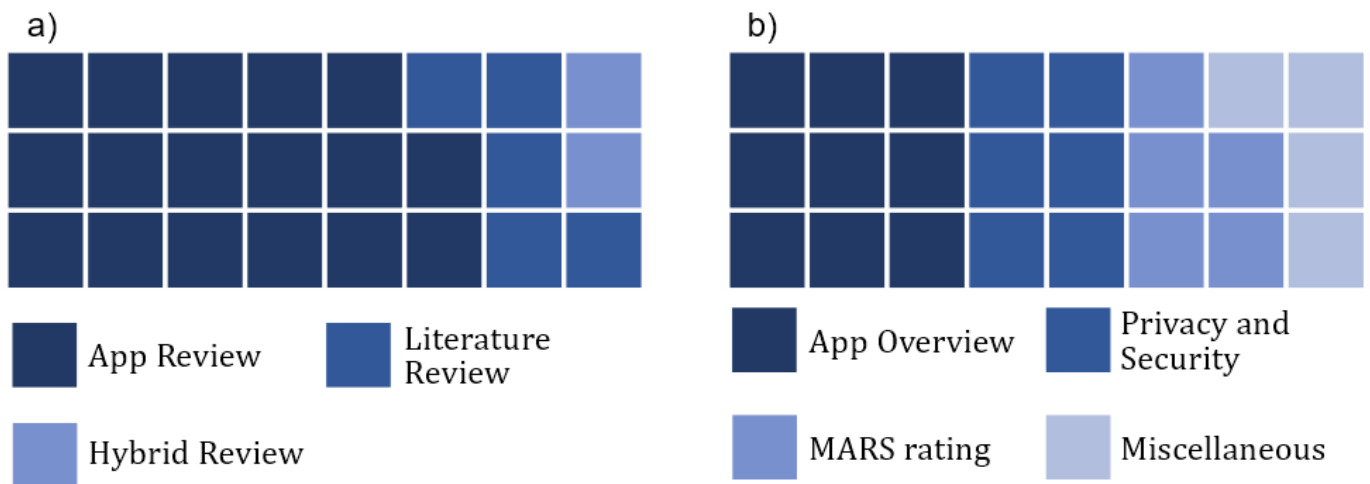 a)
b)
App Review
Literature
Review
Hybrid Review
App Overview
Privacy and
Security
MARS rating
Miscellaneous